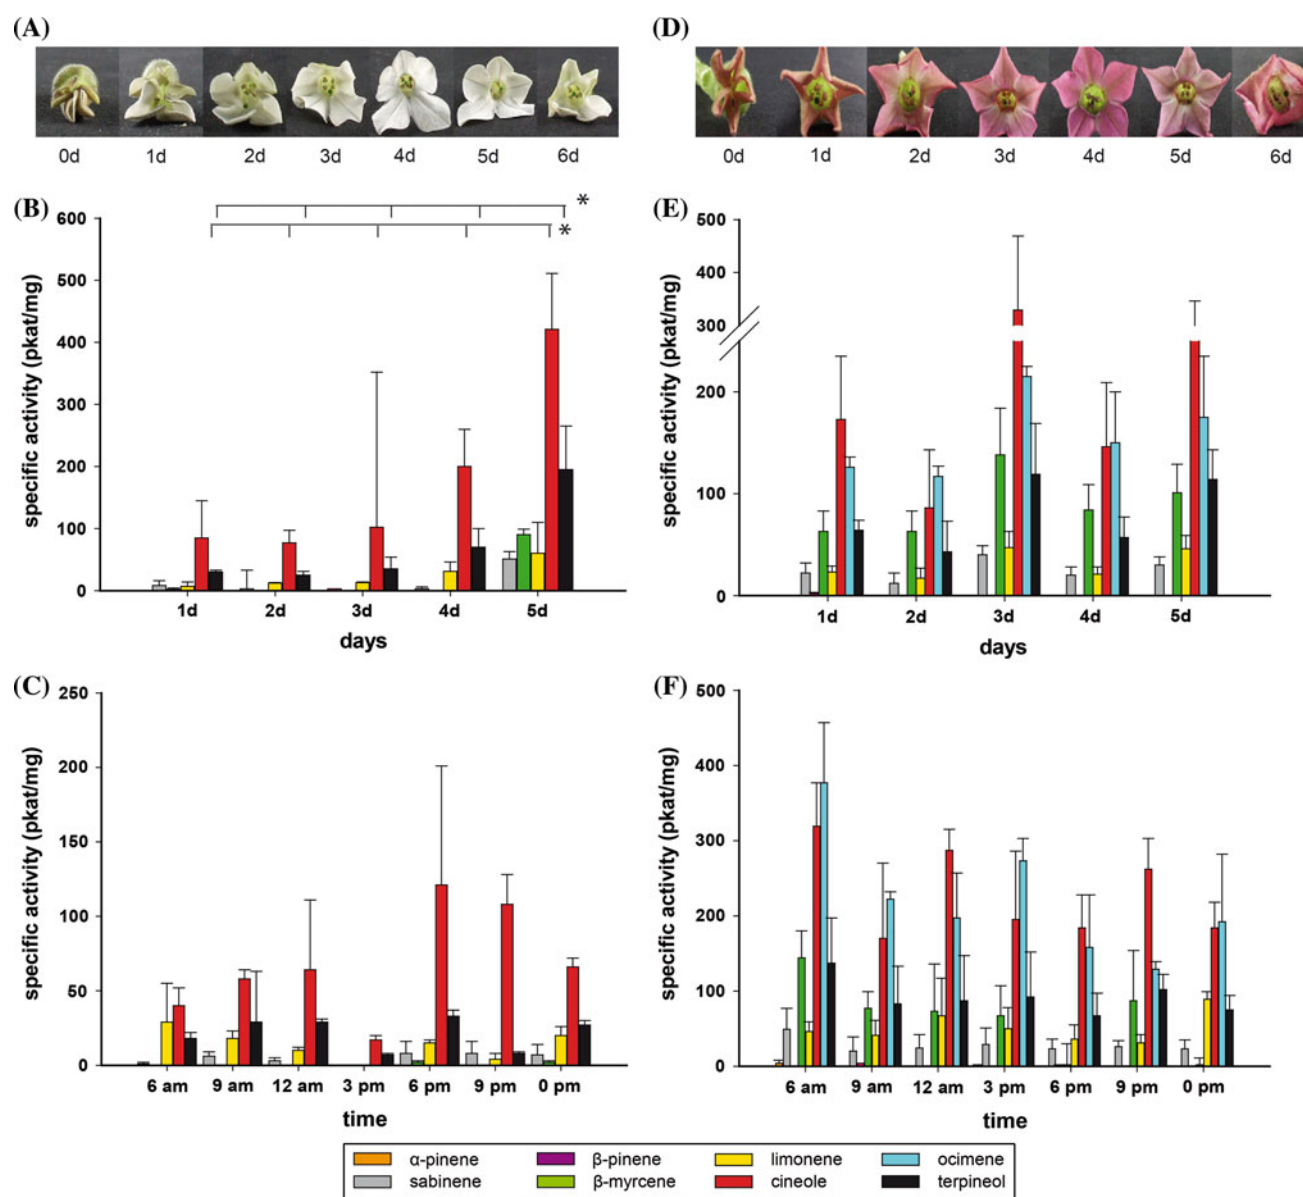 (A)
0d 1d 2d 3d 4d 5d 6d
(D)
0d 1d 2d 3d 4d 5d 6d
(B)
* *
specific activity (pkat/mg)
600
500
400
300
200
100
0
1d 2d 3d 4d 5d
days
(E)
specific activity (pkat/mg)
500
400
300
200
100
0
1d 2d 3d 4d 5d
days
(C)
specific activity (pkat/mg)
250
200
150
100
50
0
6 am 9 am 12 am 3 pm 6 pm 9 pm 0 pm
time
(F)
specific activity (pkat/mg)
500
400
300
200
100
0
6 am 9 am 12 am 3 pm 6 pm 9 pm 0 pm
time
α-pinene β-pinene limonene ocimene
sabinene β-myrcene cineole terpineol